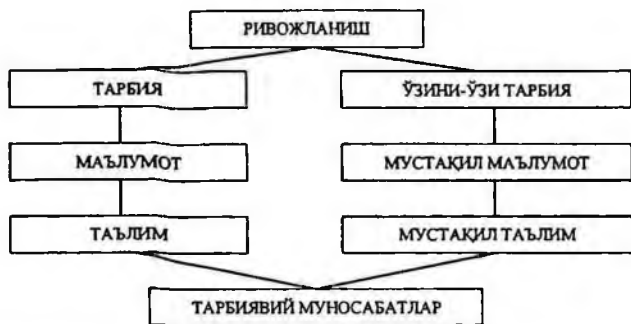 РИВОЖЛАНИШ
ТАРБИЯ
ЎЗИНИ-ЎЗИ ТАРБИЯ
МАЪЛУМОТ
МУСТАҚИЛ МАЪЛУМОТ
ТАЪЛИМ
МУСТАҚИЛ ТАЪЛИМ
ТАРБИЯВИЙ МУНОСАБАТЛАР